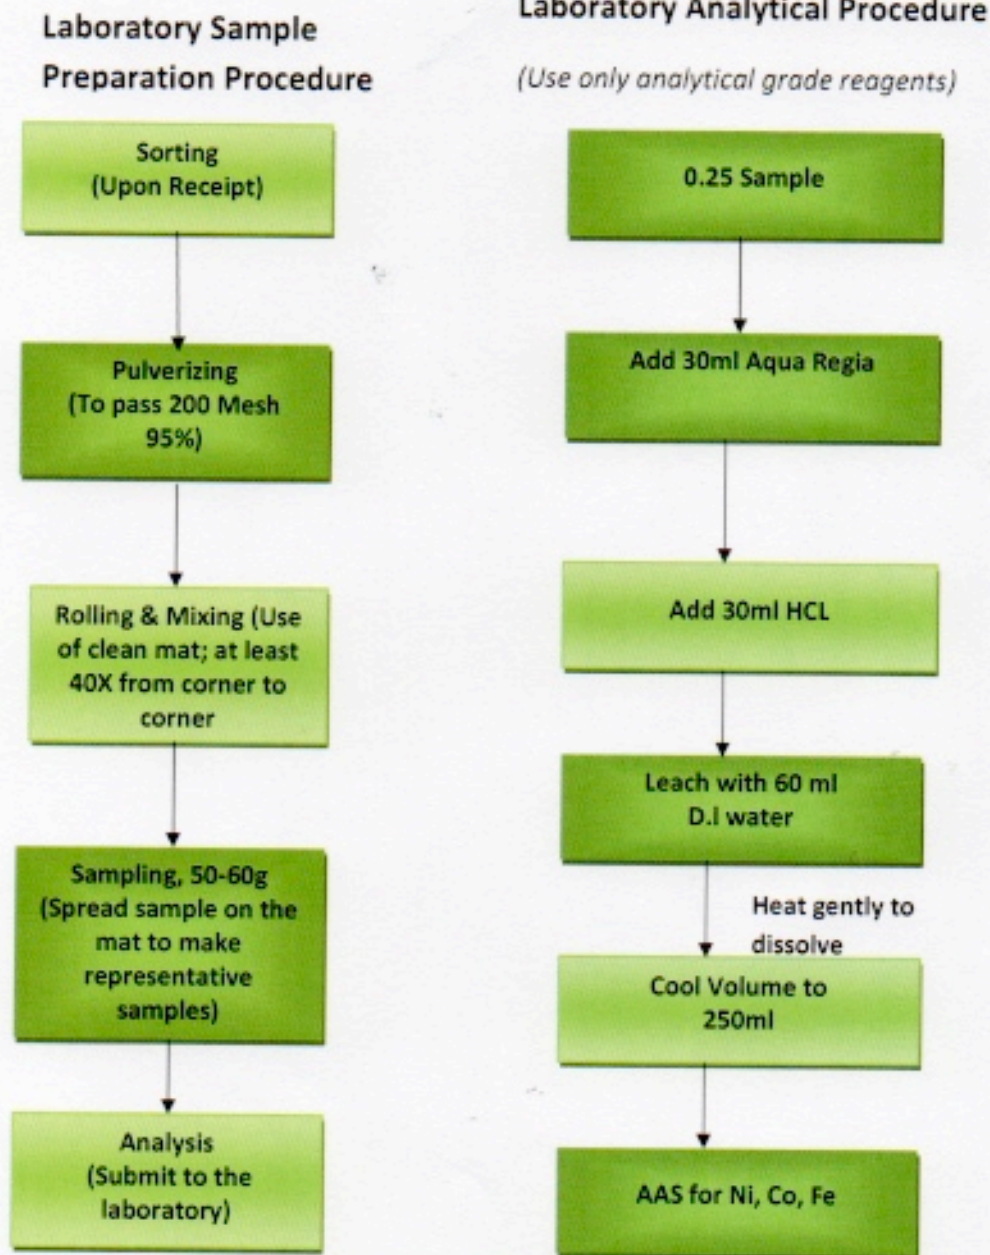 Laboratory Sample
Preparation Procedure
Sorting
(Upon Receipt)
Pulverizing
(To pass 200 Mesh
95%)
Rolling & Mixing (Use
of clean mat; at least
40X from corner to
corner
Sampling, 50-60g
(Spread sample on the
mat to make
representative
samples)
Analysis
(Submit to the
laboratory)
Laboratory Analytical Procedure
(Use only analytical grade reagents)
0.25 Sample
Add 30ml Aqua Regia
Add 30ml HCL
Leach with 60 ml
D.I water
Heat gently to
dissolve
Cool Volume to
250ml
AAS for Ni, Co, Fe